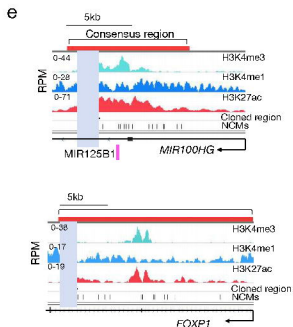 e
5kb
Consensus region
0-44
H3K4me3
0-28
H3K4me1
RPM
0-71
H3K27ac
Cloned region
NCMs
MIR125B1
MIR100HG
5kb
0-38
H3K4me3
0-17
H3K4me1
RPM
0-19
H3K27ac
Cloned region
NCMs
FOXP1